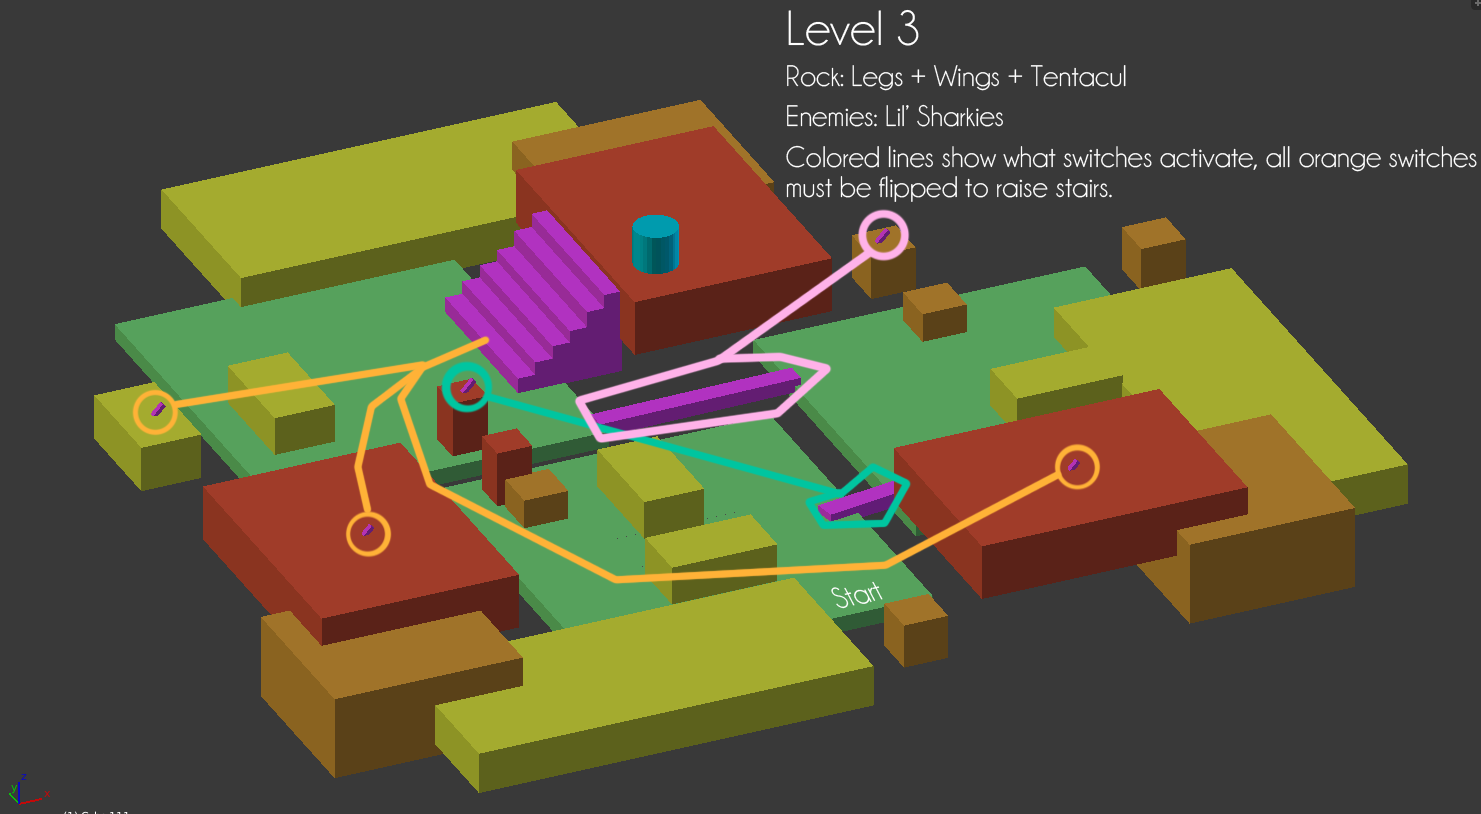 Level 3
Rock: Legs + Wings + Tentacul
Enemies: Lil' Sharkies
Colored lines show what switches activate, all orange switches
must be flipped to raise stairs.
Start